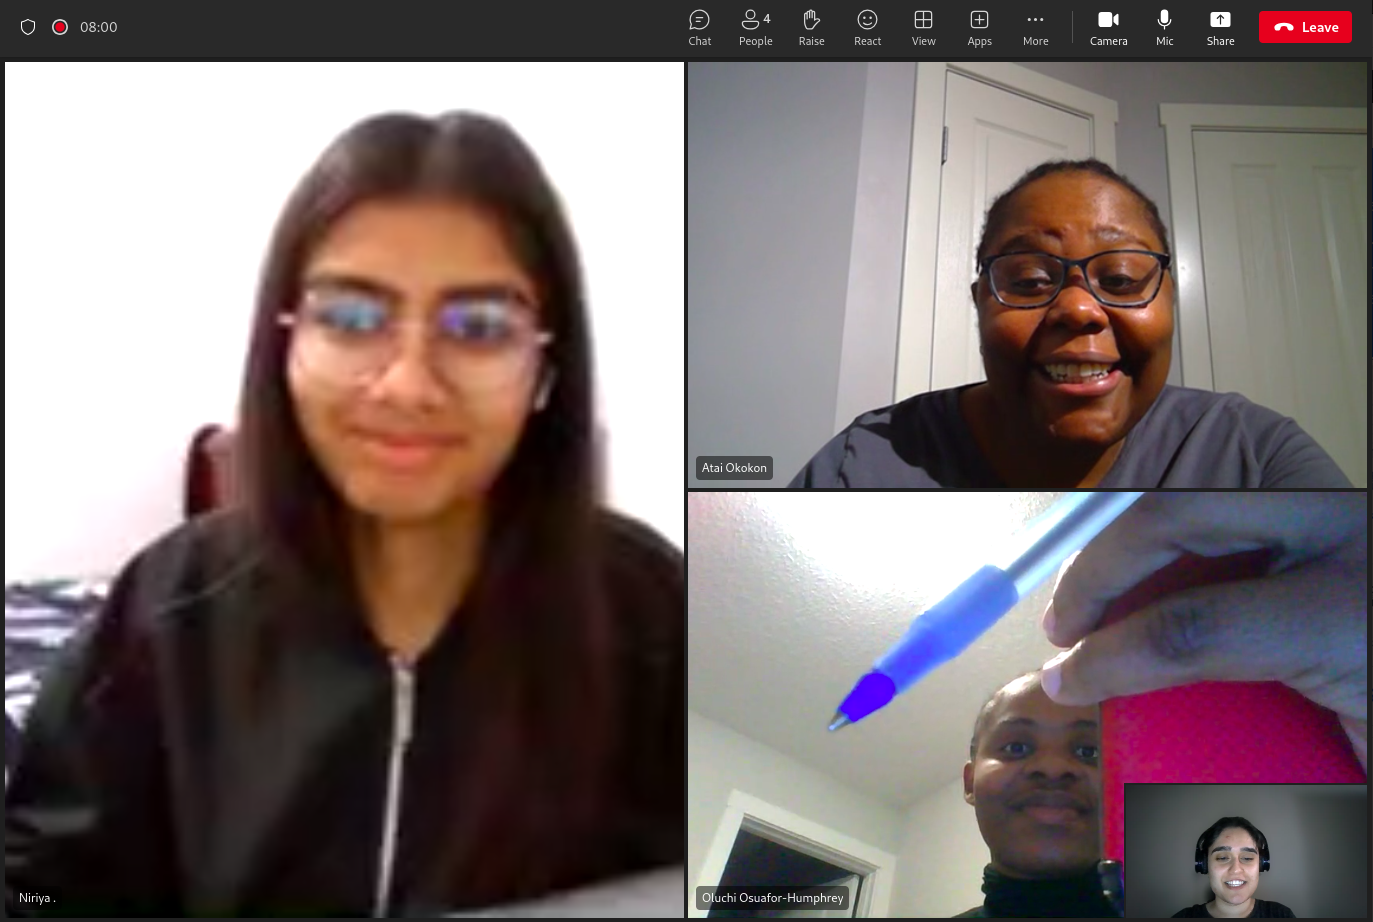 08:00
Chat
4
People
Raise
React
View
Apps
More
Camera
Mic
Share
Leave
Niriya .
Atai Okokon
Oluchi Osuafor-Humphrey